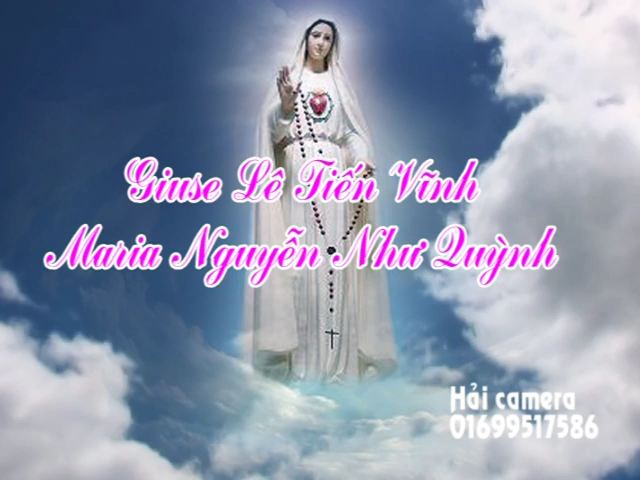 Giuse Lê Tiến Vĩnh
Maria Nguyễn Như Quỳnh
Hải camera
01699517586